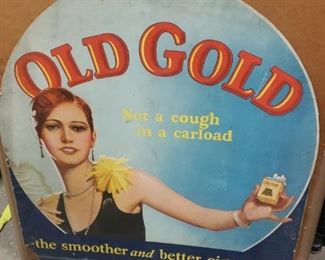 OLD GOLD
Not a cough
in a carload
the smoother and better